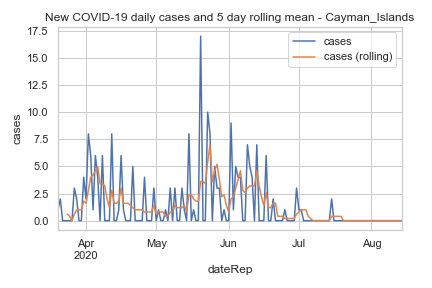 New COVID-19 daily cases and 5 day rolling mean - Cayman_Islands
17.5
15.0
12.5
10.0
7.5
5.0
2.5
0.0
cases
cases
cases (rolling)
Apr
2020
May
Jun
Jul
Aug
dateRep